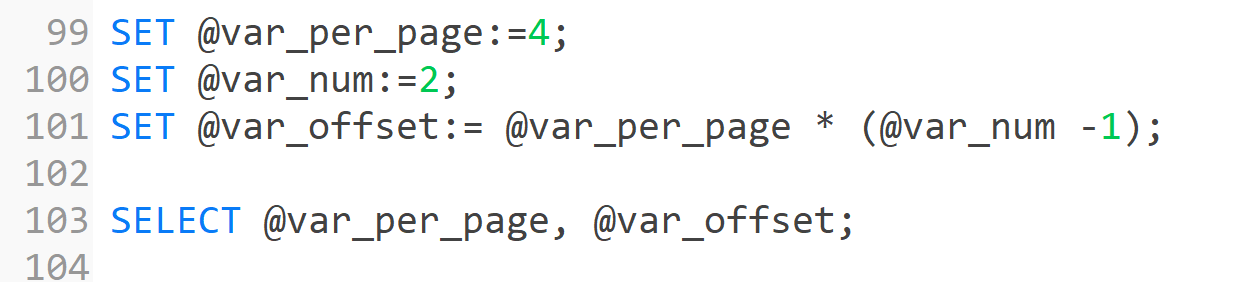 99 SET @var_per_page:=4;
100 SET @var_num:=2;
101 SET @var_offset:= @var_per_page * (@var_num -1);
102
103 SELECT @var_per_page, @var_offset;
104